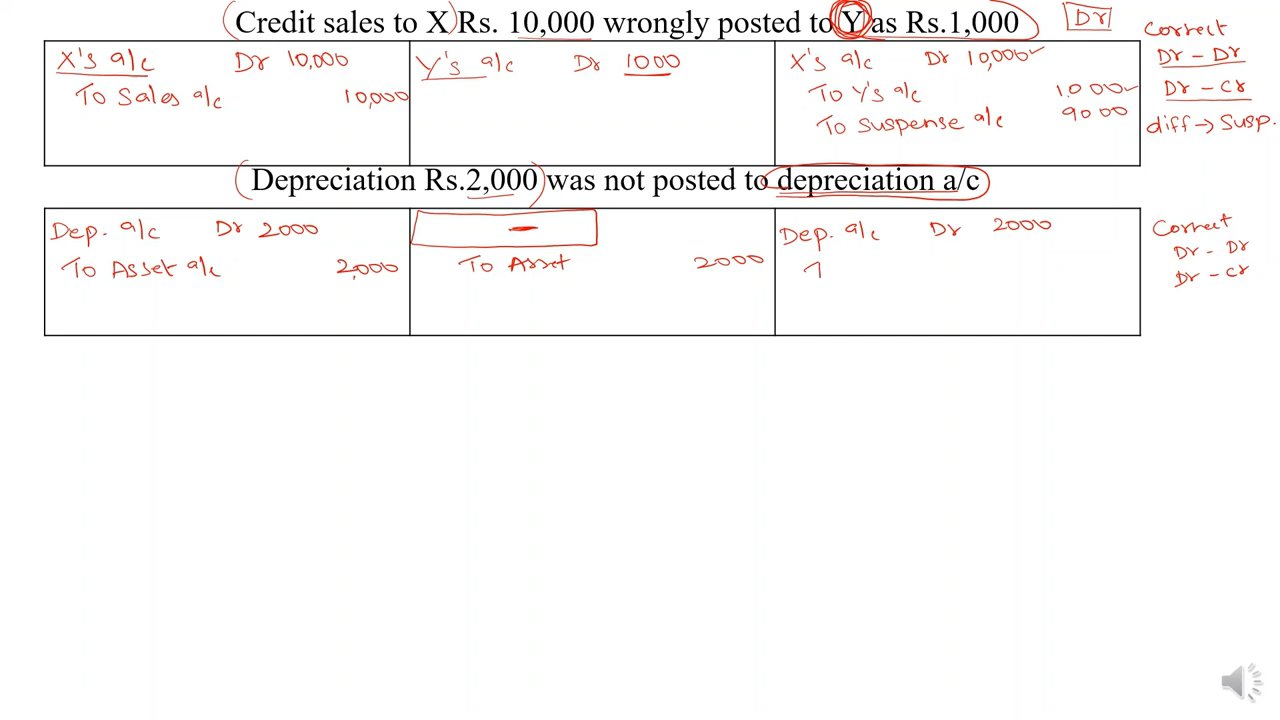 Credit sales to X Rs. 10,000 wrongly posted to Y as Rs.1,000
Dr
X's a/c Dr 10,000
To Sales a/c 10,000
Y's a/c Dr 1000
X's a/c Dr 10,000
To Y's a/c 1000
To Suspense a/c 9000
Correct
Dr - Dr
Dr - Cr
diff → Susp.
Depreciation Rs.2,000 was not posted to depreciation a/c
Dep. a/c Dr 2000
To Asset a/c 2,000
-
To Asset 2000
Dep. a/c Dr 2000
T
Correct
Dr - Dr
Dr - Cr